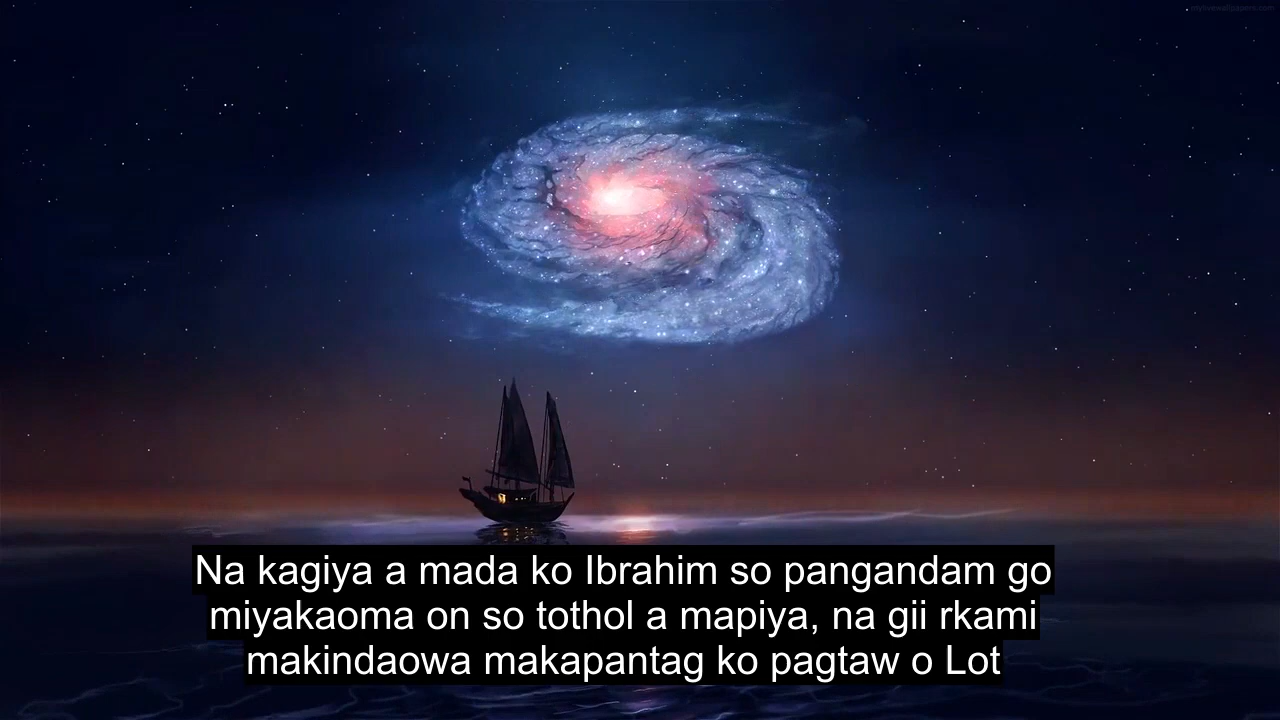 Na kagiya a mada ko Ibrahim so pangandam go
miyakaoma on so tothol a mapiya, na gii rkami
makindaowa makapantag ko pagtaw o Lot